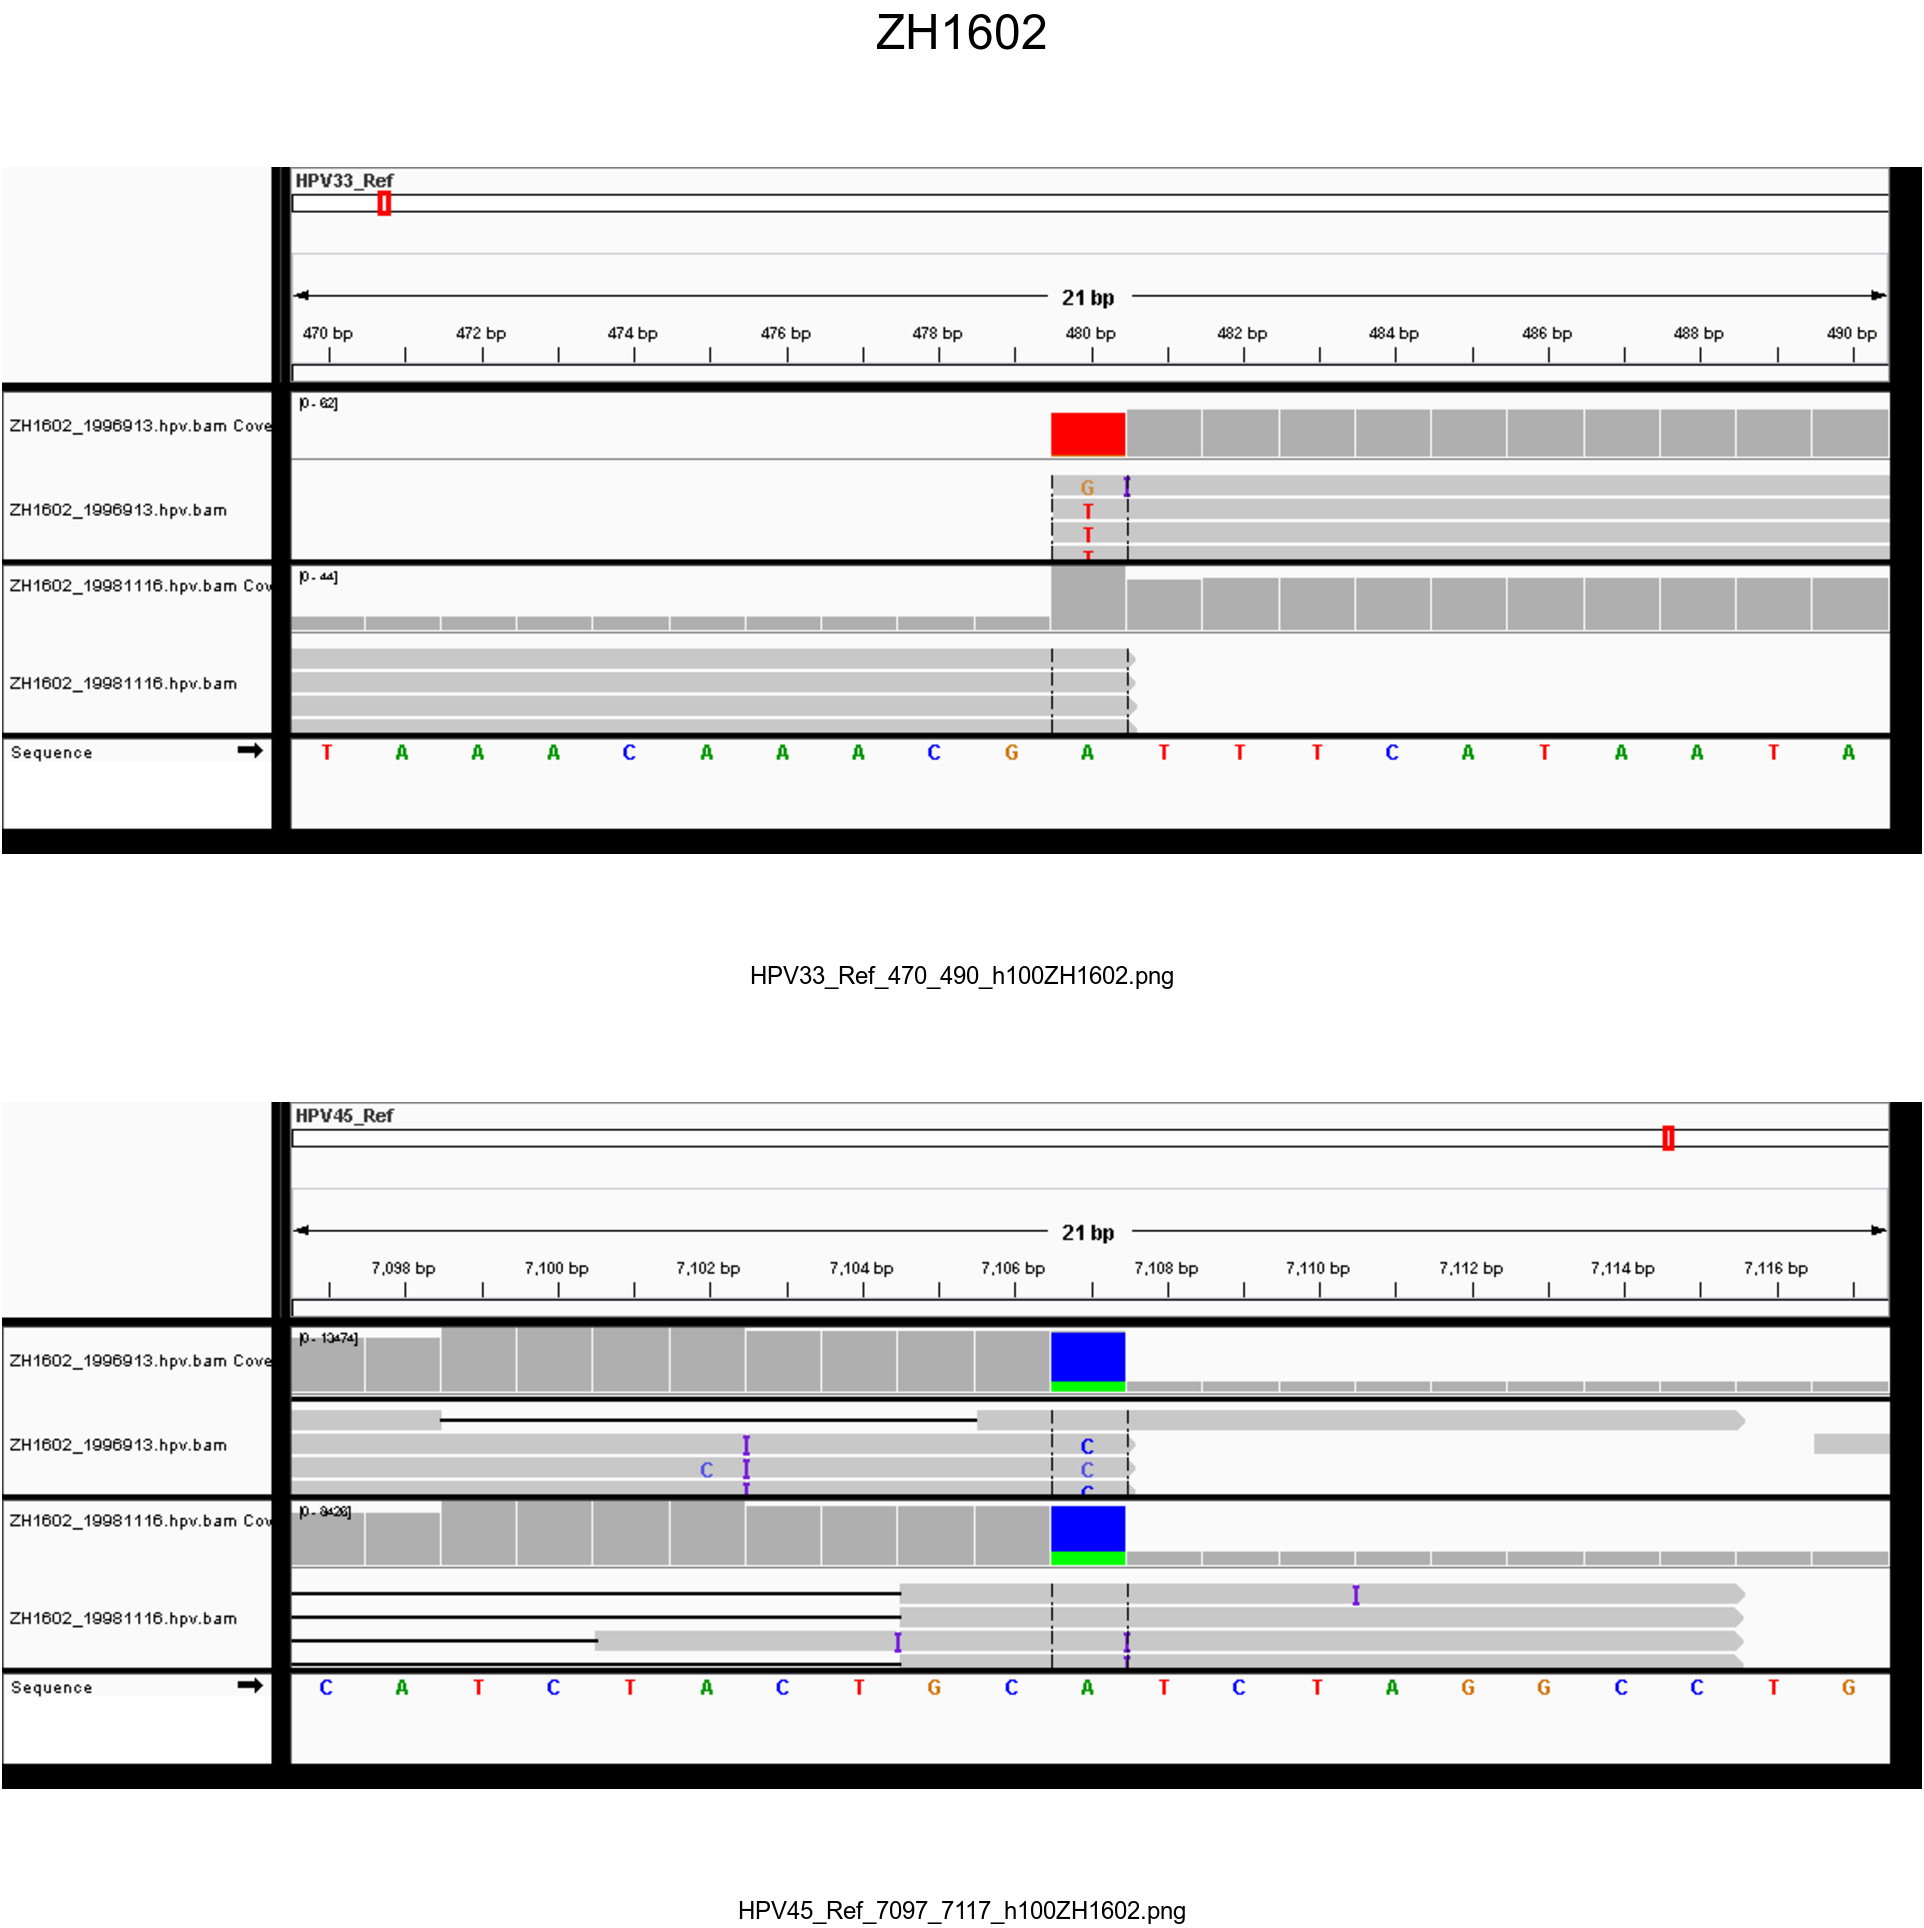 ZH1602
HPV33_Ref
21 bp
470 bp 472 bp 474 bp 476 bp 478 bp 480 bp 482 bp 484 bp 486 bp 488 bp 490 bp
[0 - 62]
ZH1602_1996913.hpv.bam Cove
G I
ZH1602_1996913.hpv.bam
T
T
T
[0 - 44]
ZH1602_19981116.hpv.bam Cov
ZH1602_19981116.hpv.bam
Sequence T A A A C A A A C G A T T T C A T A A T A
HPV33_Ref_470_490_h100ZH1602.png
HPV45_Ref
21 bp
7,098 bp 7,100 bp 7,102 bp 7,104 bp 7,106 bp 7,108 bp 7,110 bp 7,112 bp 7,114 bp 7,116 bp
[0 - 13474]
ZH1602_1996913.hpv.bam Cove
ZH1602_1996913.hpv.bam
I C
C I C
I C
[0 - 9426]
ZH1602_19981116.hpv.bam Cov
I
ZH1602_19981116.hpv.bam
I I
I
Sequence C A T C T A C T G C A T C T A G G C C T G
HPV45_Ref_7097_7117_h100ZH1602.png